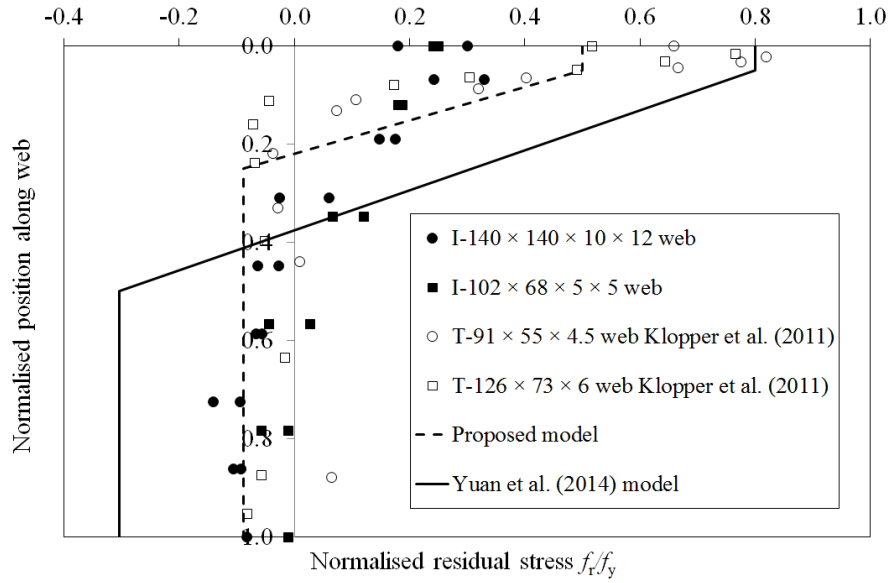 -0.4 -0.2 0.0 0.2 0.4 0.6 0.8 1.0
0.0
0.2
0.4
0.6
0.8
1.0
Normalised position along web
I-140 × 140 × 10 × 12 web
I-102 × 68 × 5 × 5 web
T-91 × 55 × 4.5 web Klopper et al. (2011)
T-126 × 73 × 6 web Klopper et al. (2011)
Proposed model
Yuan et al. (2014) model
Normalised residual stress fr/fy